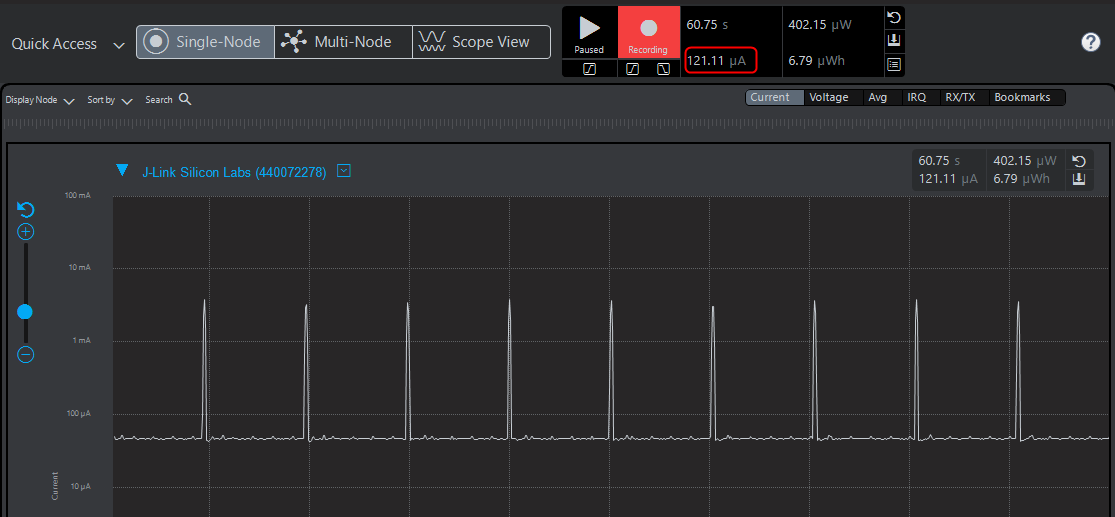 Quick Access
Single-Node
Multi-Node
Scope View
Paused
Recording
60.75 s
402.15 µW
121.11 µA
6.79 µWh
?
Display Node
Sort by
Search
Current
Voltage
Avg
IRQ
RX/TX
Bookmarks
J-Link Silicon Labs (440072278)
60.75 s
402.15 µW
121.11 µA
6.79 µWh
100 mA
10 mA
1 mA
100 µA
10 µA
Current